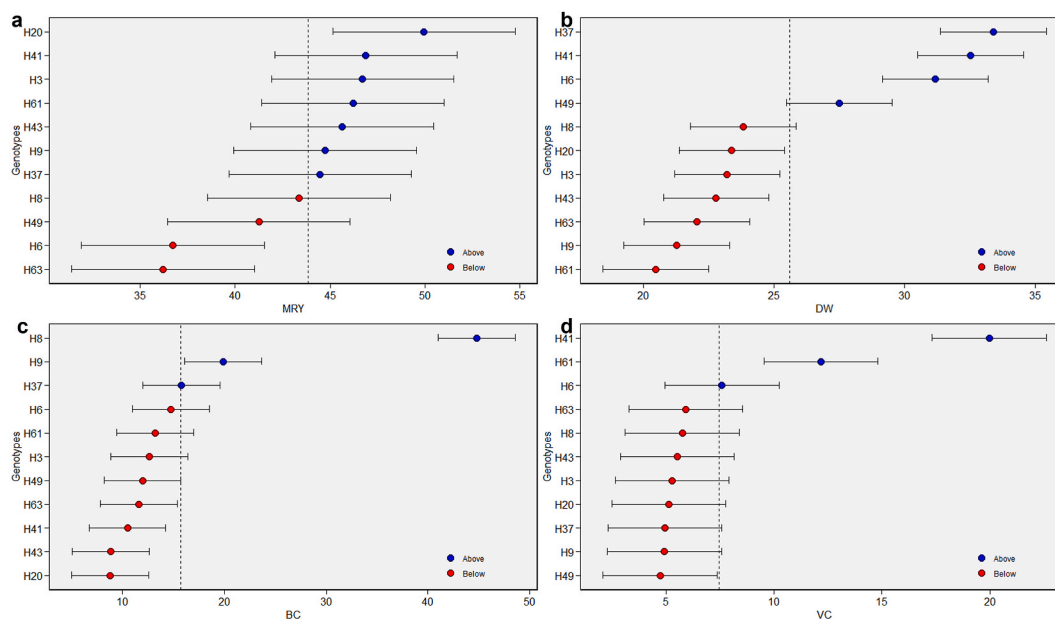 a
H20
H41
H3
H61
H43
H9
H37
H8
H49
H6
H63
Genotypes
Above
Below
35 40 45 50 55
MRY
b
H37
H41
H6
H49
H8
H20
H3
H43
H63
H9
H61
Genotypes
Above
Below
20 25 30 35
DW
c
H8
H9
H37
H6
H61
H3
H49
H63
H41
H43
H20
Genotypes
Above
Below
10 20 30 40 50
BC
d
H41
H61
H6
H63
H8
H43
H3
H20
H37
H9
H49
Genotypes
Above
Below
5 10 15 20
VC